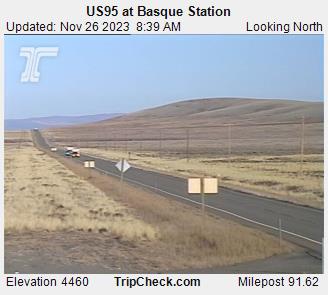 US95 at Basque Station
Updated: Nov 26 2023 8:39 AM Looking North
Elevation 4460 TripCheck.com Milepost 91.62